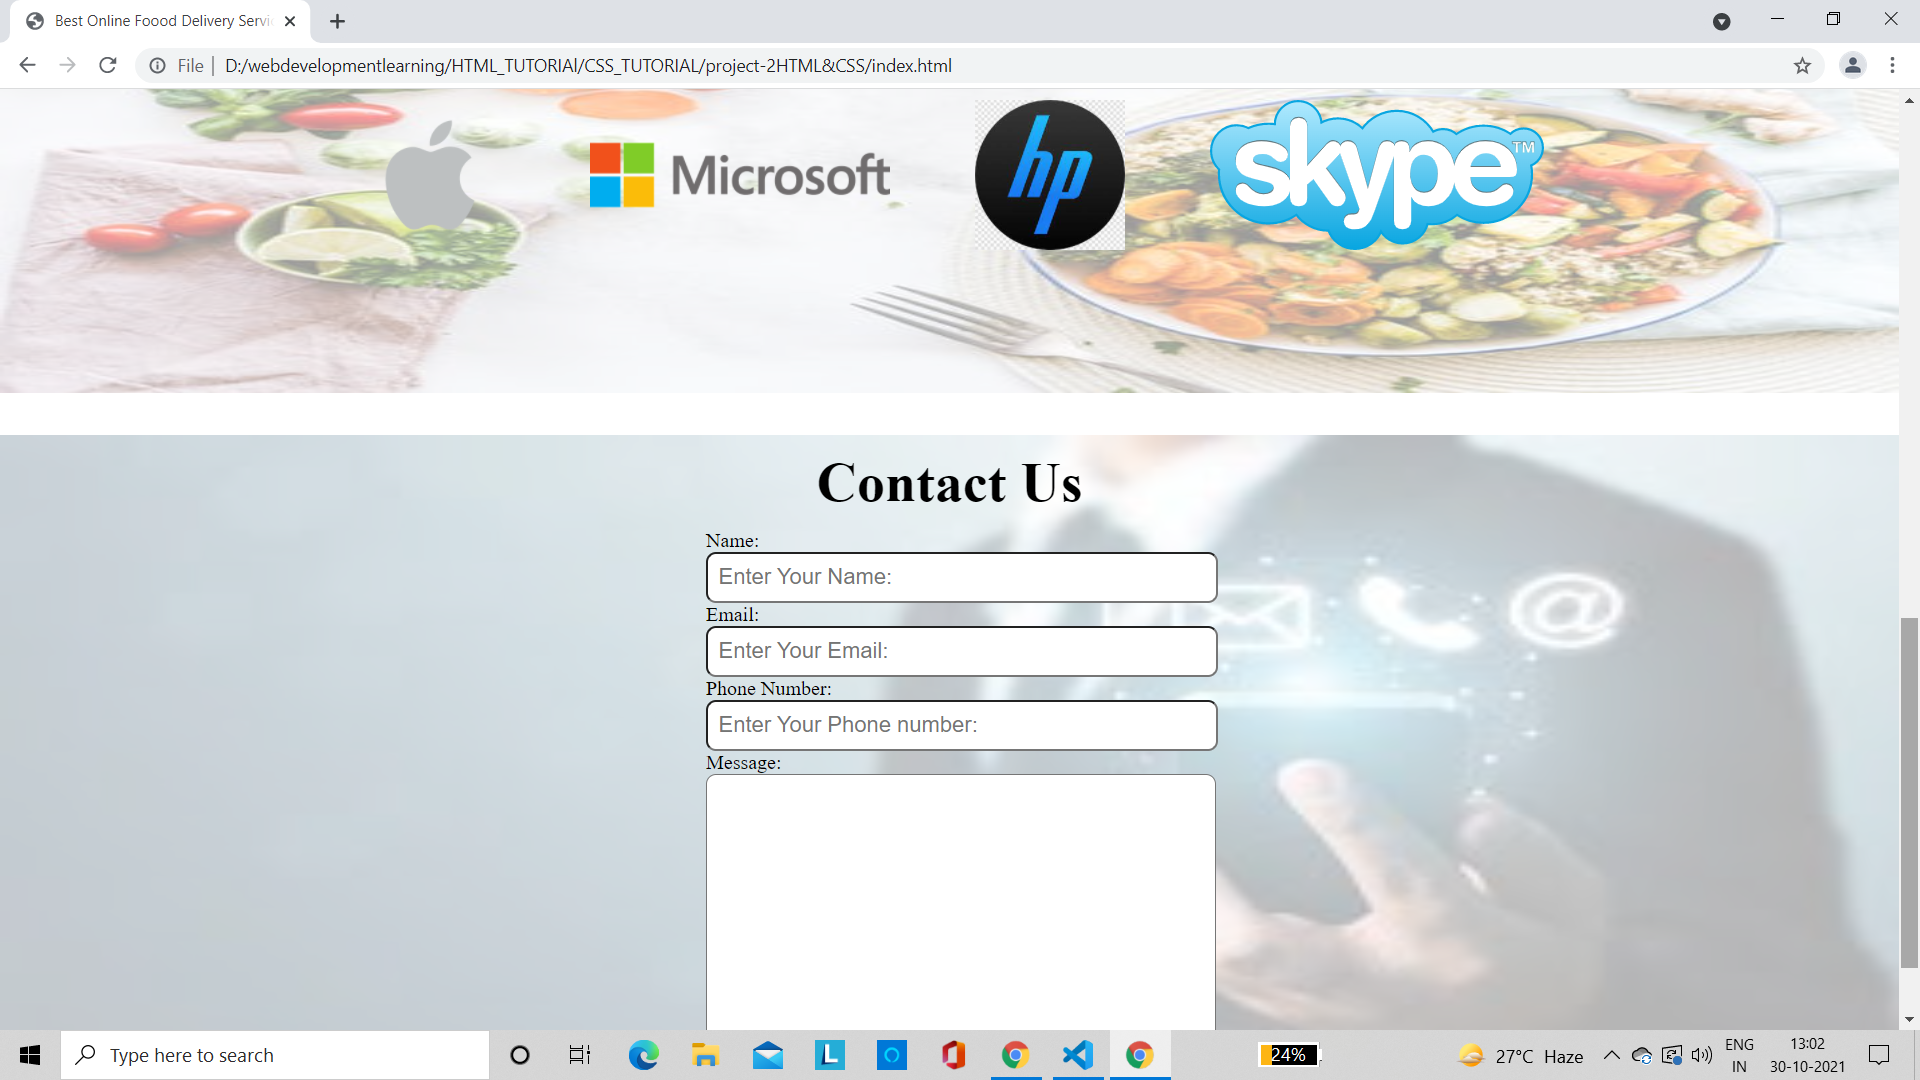 Best Online Foood Delivery Servi
File
D:/webdevelopmentlearning/HTML_TUTORIAl/CSS_TUTORIAL/project-2HTML&CSS/index.html
Microsoft
hp
skype™
Contact Us
Name:
Enter Your Name:
Email:
Enter Your Email:
Phone Number:
Enter Your Phone number:
Message:
Type here to search
L
24%
27°C Haze
ENG
IN
13:02
30-10-2021